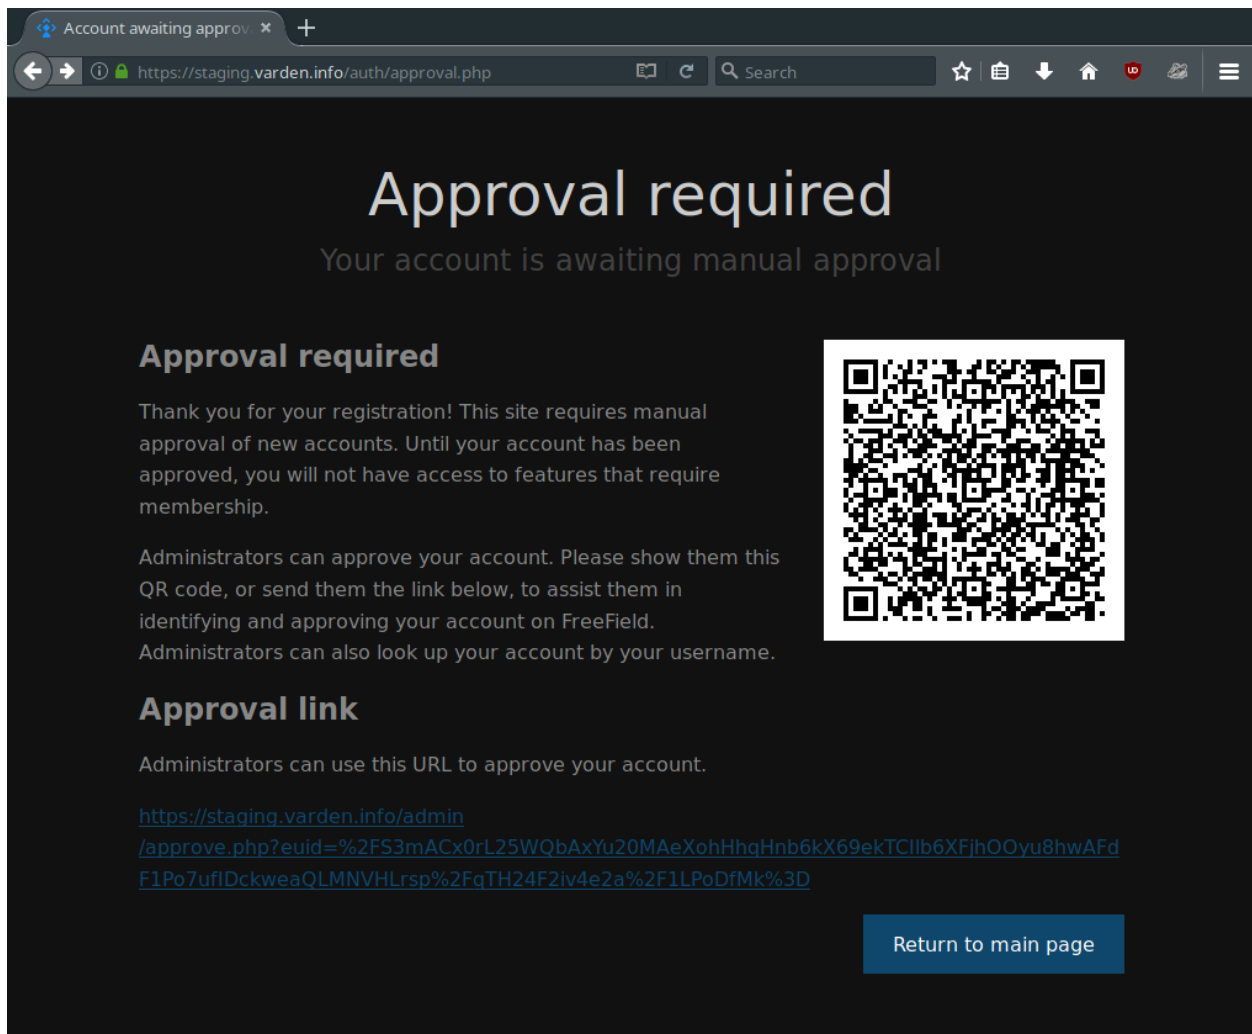 Account awaiting approv
https://staging.varden.info/auth/approval.php
Search
Approval required
Your account is awaiting manual approval
Approval required
Thank you for your registration! This site requires manual
approval of new accounts. Until your account has been
approved, you will not have access to features that require
membership.
Administrators can approve your account. Please show them this
QR code, or send them the link below, to assist them in
identifying and approving your account on FreeField.
Administrators can also look up your account by your username.
Approval link
Administrators can use this URL to approve your account.
https://staging.varden.info/admin
/approve.php?euid=%2FS3mACx0rL25WQbAxYu20MAeXohHhqHnb6kX69ekTCIlb6XFjhOOyu8hwAFd
F1Po7ufIDckweaQLMNVHLrsp%2FqTH24F2iv4e2a%2F1LPoDfMk%3D
Return to main page